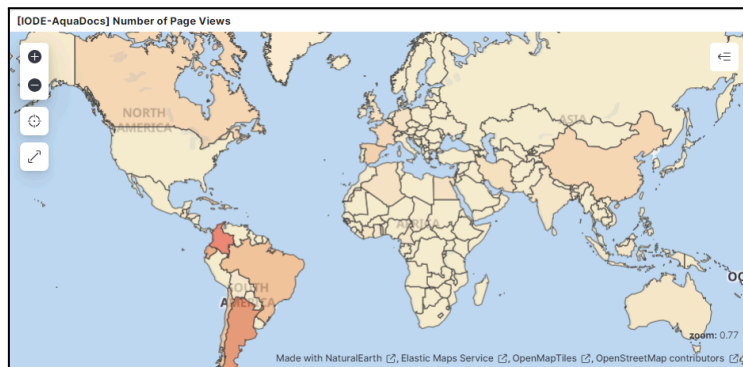 [IODE-AquaDocs] Number of Page Views
NORTH
AMERICA
ASIA
AFRICA
SOUTH
AMERICA
OC
zoom: 0.77
Made with NaturalEarth, Elastic Maps Service, OpenMapTiles, OpenStreetMap contributors